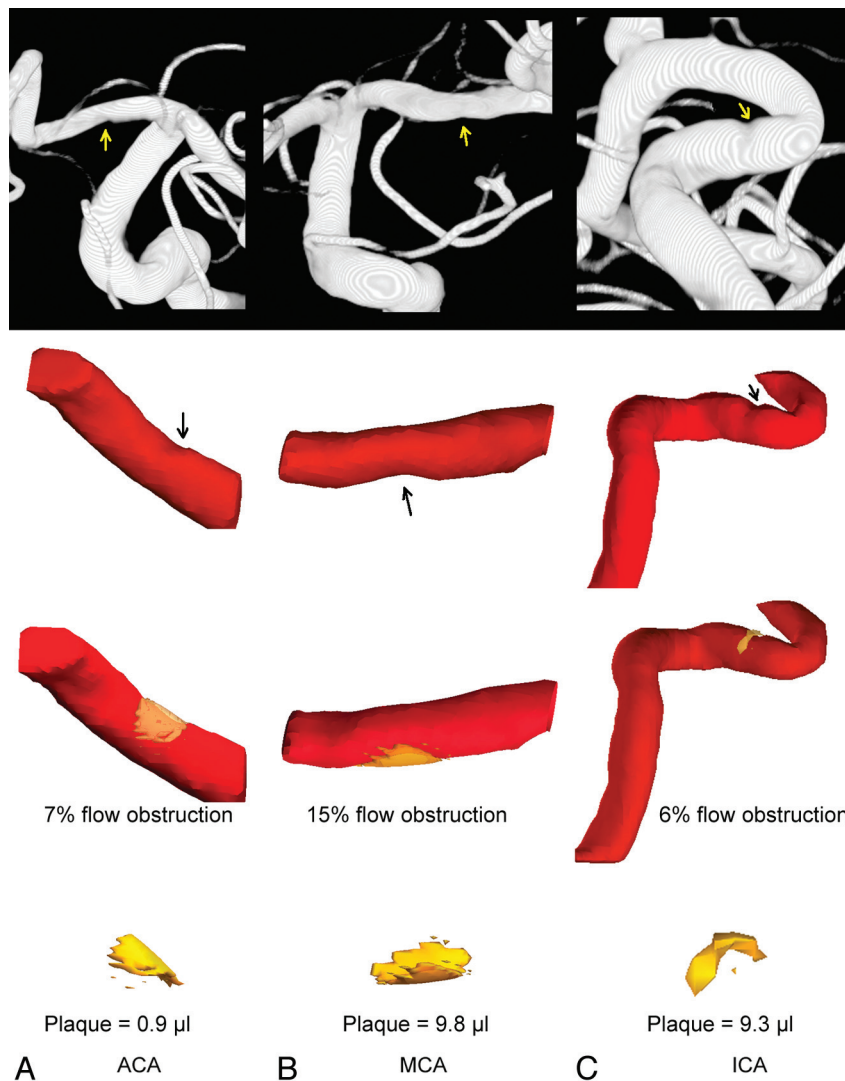 7% flow obstruction
15% flow obstruction
6% flow obstruction
Plaque = 0.9 µl
Plaque = 9.8 µl
Plaque = 9.3 µl
A
ACA
B
MCA
C
ICA